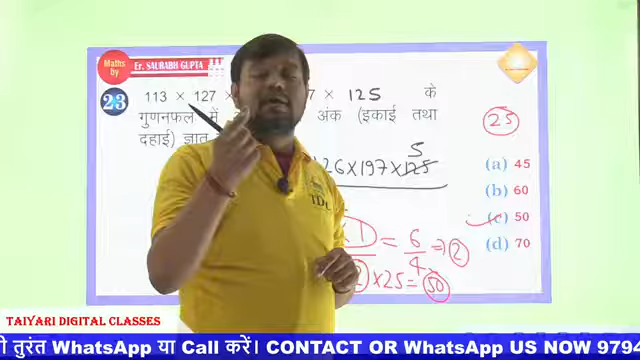 Maths by
Er. SAURABH GUPTA
23
113 × 127 × 7 × 125 के
गुणनफल में अंक (इकाई तथा
दहाई) ज्ञात
25
5
126×197×125
(a) 45
(b) 60
(c) 50
(d) 70
= 6/4 ⇒ 2
2 ×25= 50
TDC
TAIYARI DIGITAL CLASSES
तुरंत WhatsApp या Call करें। CONTACT OR WhatsApp US NOW 9794